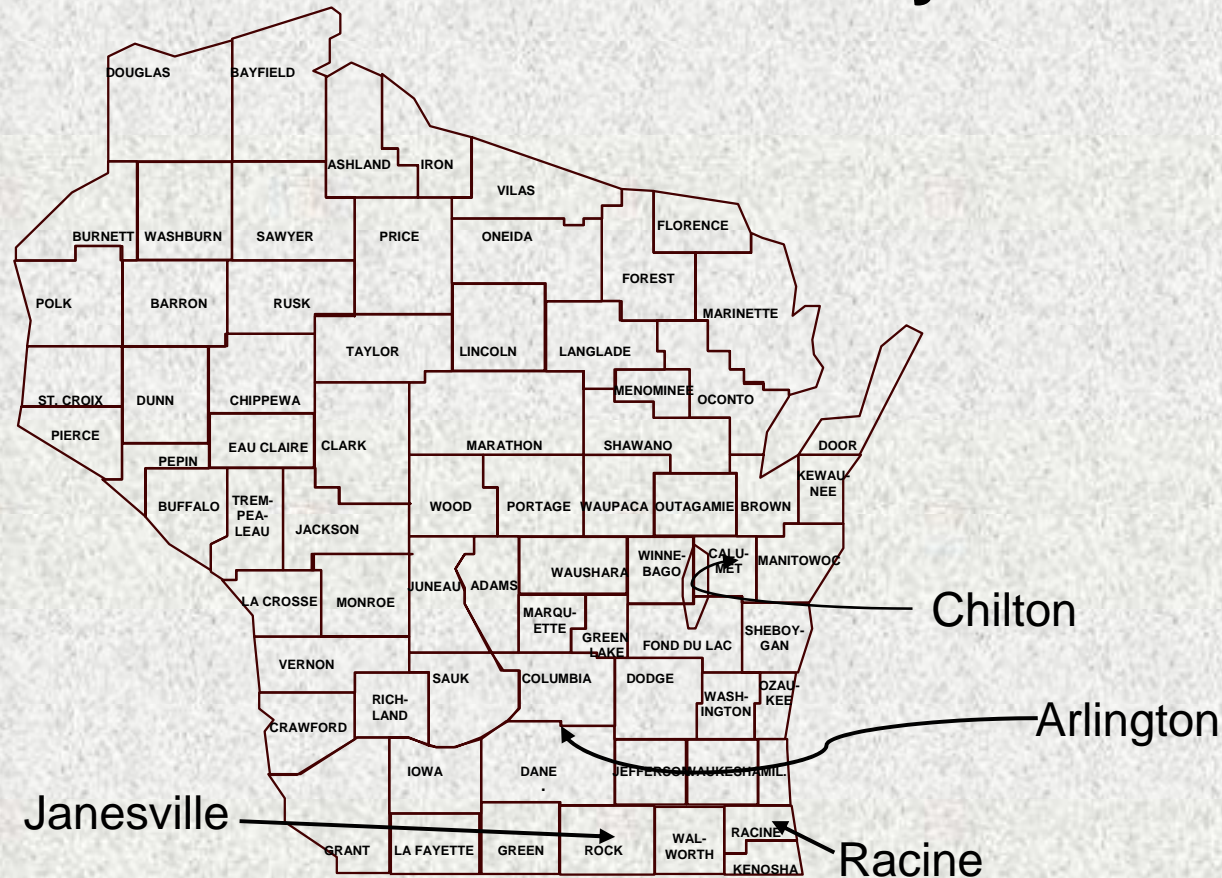 DOUGLAS
BAYFIELD
ASHLAND
IRON
VILAS
FLORENCE
BURNETT
WASHBURN
SAWYER
PRICE
ONEIDA
FOREST
POLK
BARRON
RUSK
MARINETTE
TAYLOR
LINCOLN
LANGLADE
MENOMINEE
OCONTO
ST. CROIX
DUNN
CHIPPEWA
PIERCE
EAU CLAIRE
CLARK
MARATHON
SHAWANO
DOOR
PEPIN
KEWAU-
NEE
BUFFALO
TREM-
PEA-
LEAU
JACKSON
WOOD
PORTAGE
WAUPACA
OUTAGAMIE
BROWN
JUNEAU
ADAMS
WAUSHARA
WINNE-
BAGO
CALU-
MET
MANITOWOC
LA CROSSE
MONROE
MARQU-
ETTE
GREEN
LAKE
FOND DU LAC
SHEBOY-
GAN
Chilton
VERNON
SAUK
COLUMBIA
DODGE
RICH-
LAND
WASH-
INGTON
OZAU-
KEE
CRAWFORD
Arlington
IOWA
DANE
JEFFERSON
WAUKESHA
MIL.
Janesville
GRANT
LA FAYETTE
GREEN
ROCK
WAL-
WORTH
RACINE
KENOSHA
Racine